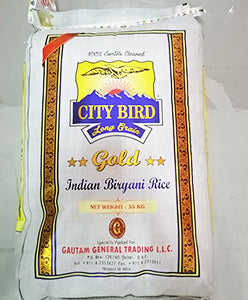 100% Sortex Cleaned
CITY BIRD
Long Grain
Gold
Indian Biryani Rice
NET WEIGHT: 35 KG.
G
Specially Packed For
GAUTAM GENERAL TRADING L.L.C.
PRODUCE OF INDIA